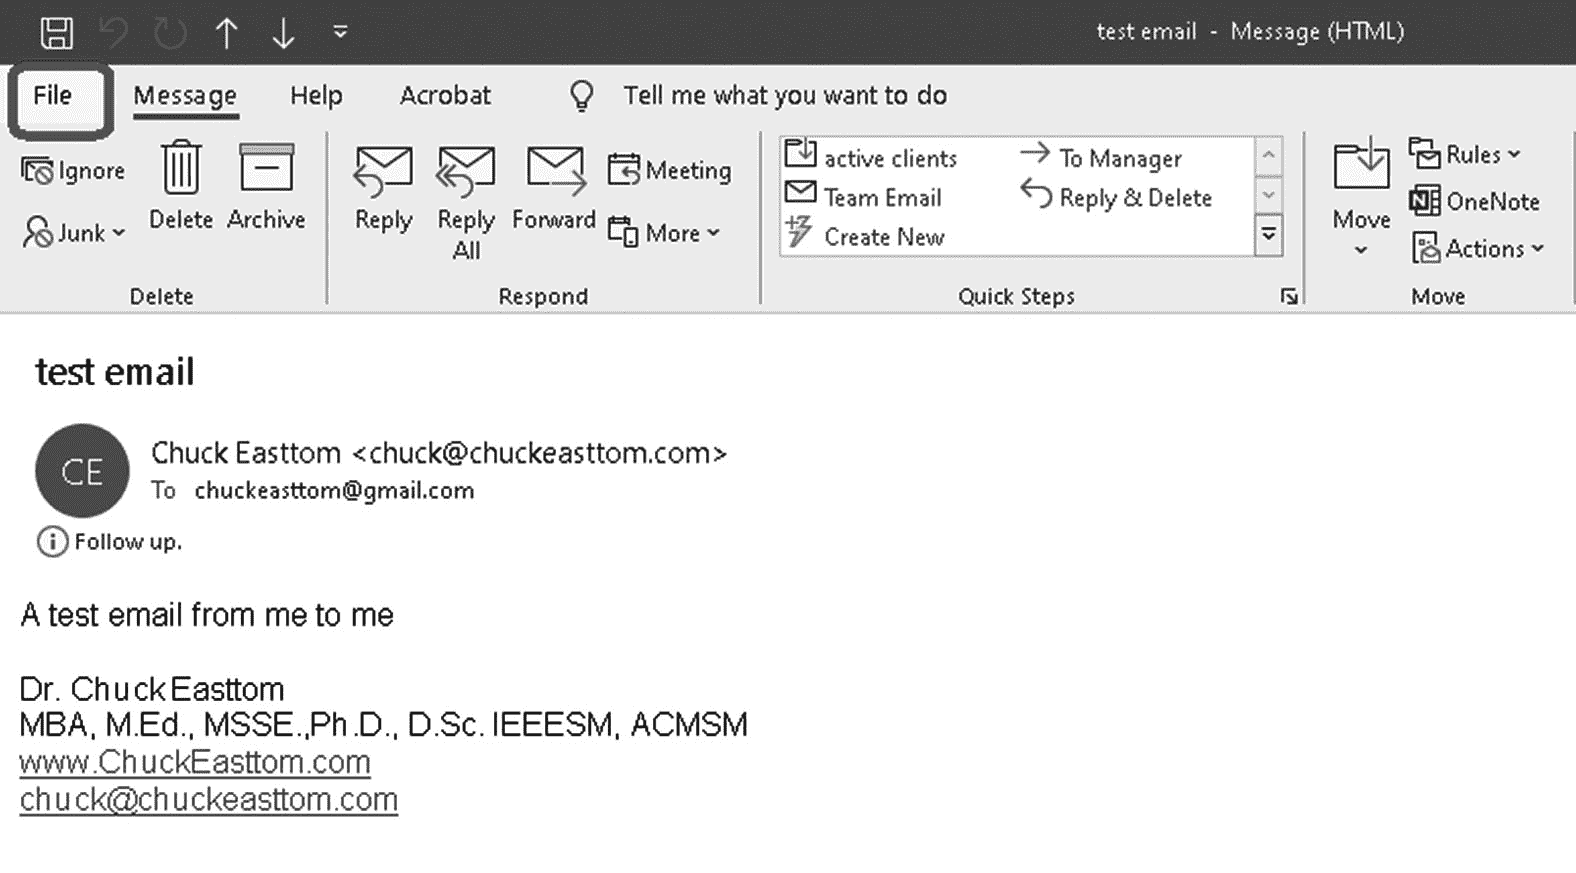 test email - Message (HTML)
File Message Help Acrobat Tell me what you want to do
Ignore
Junk
Delete
Archive
Delete
Reply
Reply
All
Forward
Meeting
More
Respond
active clients
Team Email
Create New
To Manager
Reply & Delete
Quick Steps
Move
Rules
OneNote
Actions
Move
test email
CE
Chuck Easttom <chuck@chuckeasttom.com>
To chuckeasttom@gmail.com
Follow up.
A test email from me to me
Dr. Chuck Easttom
MBA, M.Ed., MSSE.,Ph.D., D.Sc. IEEESM, ACMSM
www.ChuckEasttom.com
chuck@chuckeasttom.com